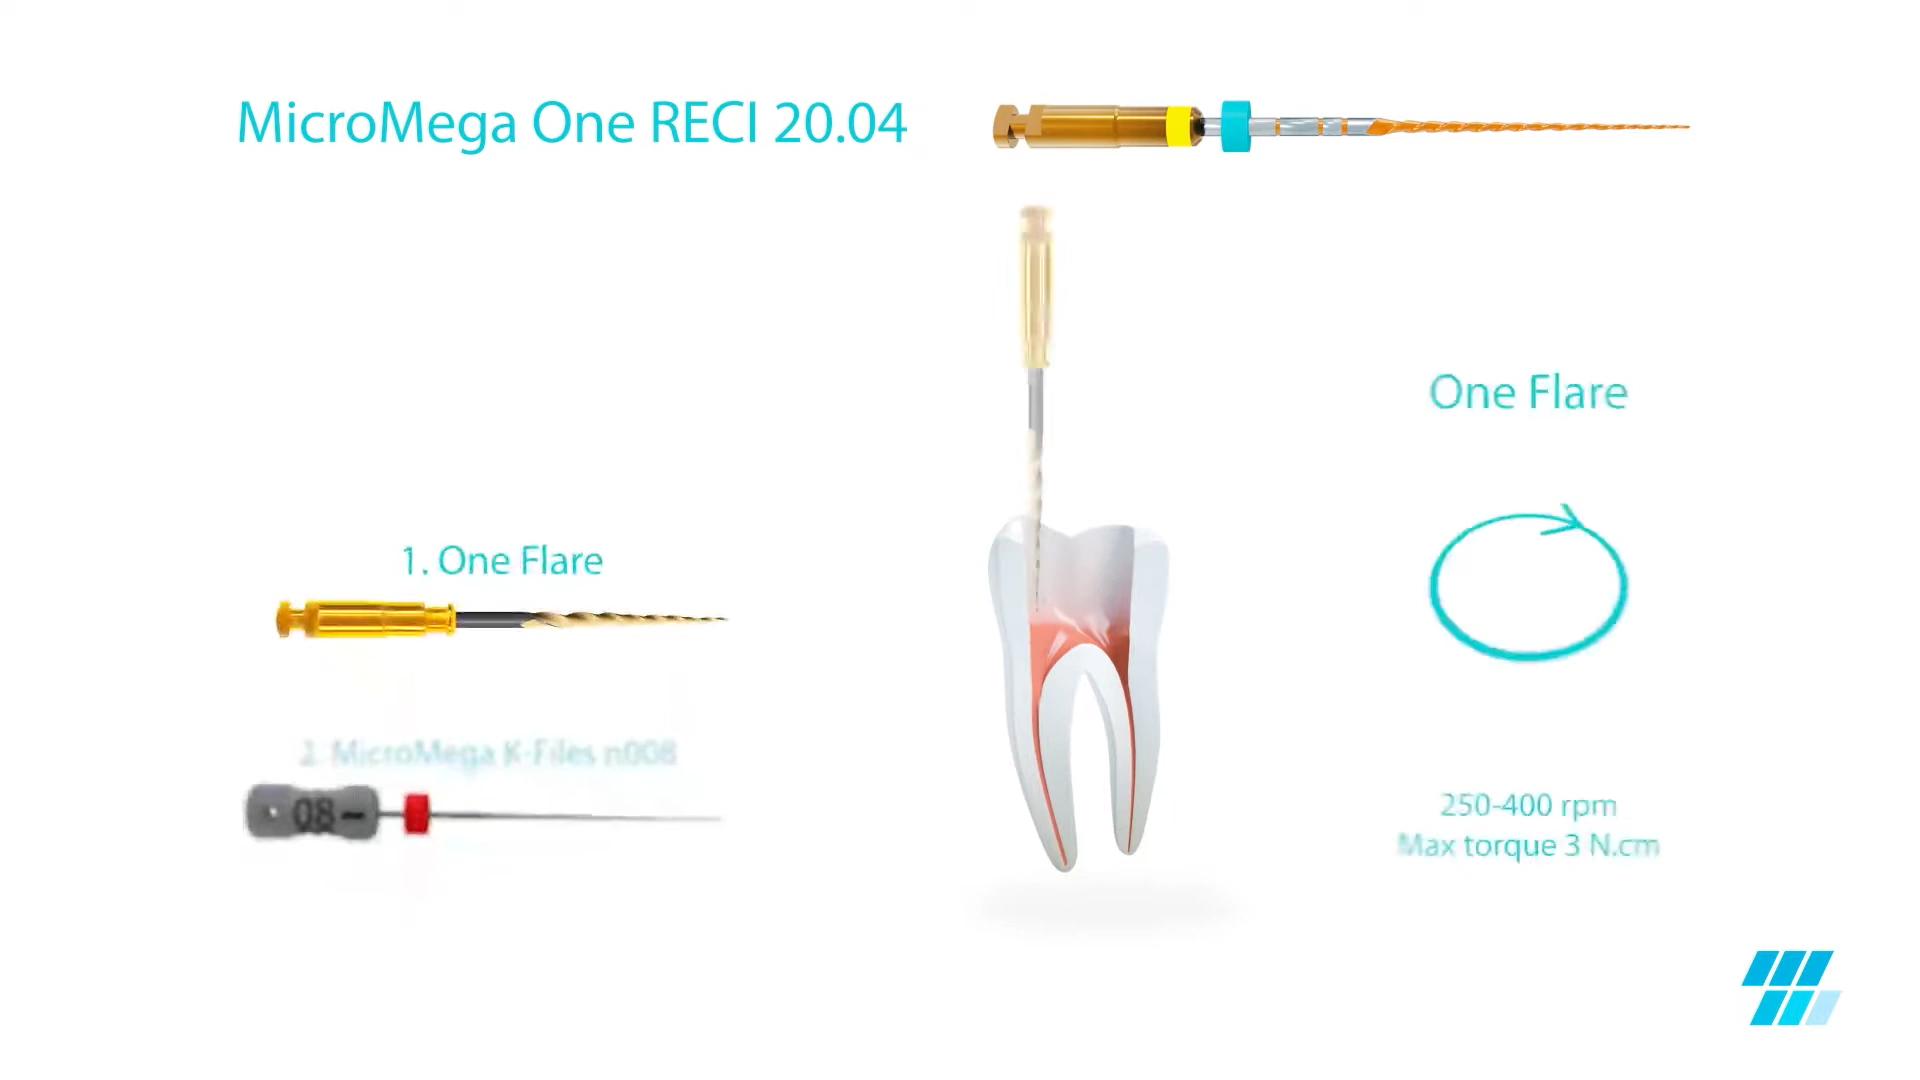 MicroMega One RECI 20.04
One Flare
1. One Flare
2. MicroMega K-Files n008
08
250-400 rpm
Max torque 3 N.cm